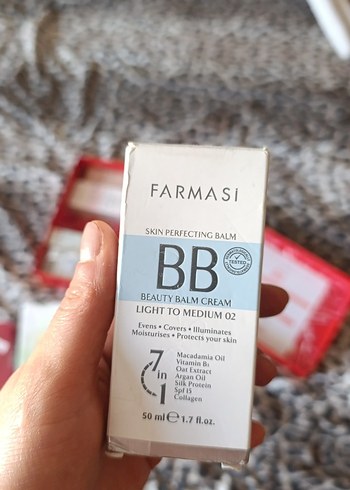 FARMASi
SKIN PERFECTING BALM
BB
TESTED
BEAUTY BALM CREAM
LIGHT TO MEDIUM 02
Evens • Covers • Illuminates
Moisturises • Protects your skin
7 in 1
Macadamia Oil
Vitamin B5
Oat Extract
Argan Oil
Silk Protein
Spf 15
Collagen
50 ml ℮ 1.7 fl.oz.